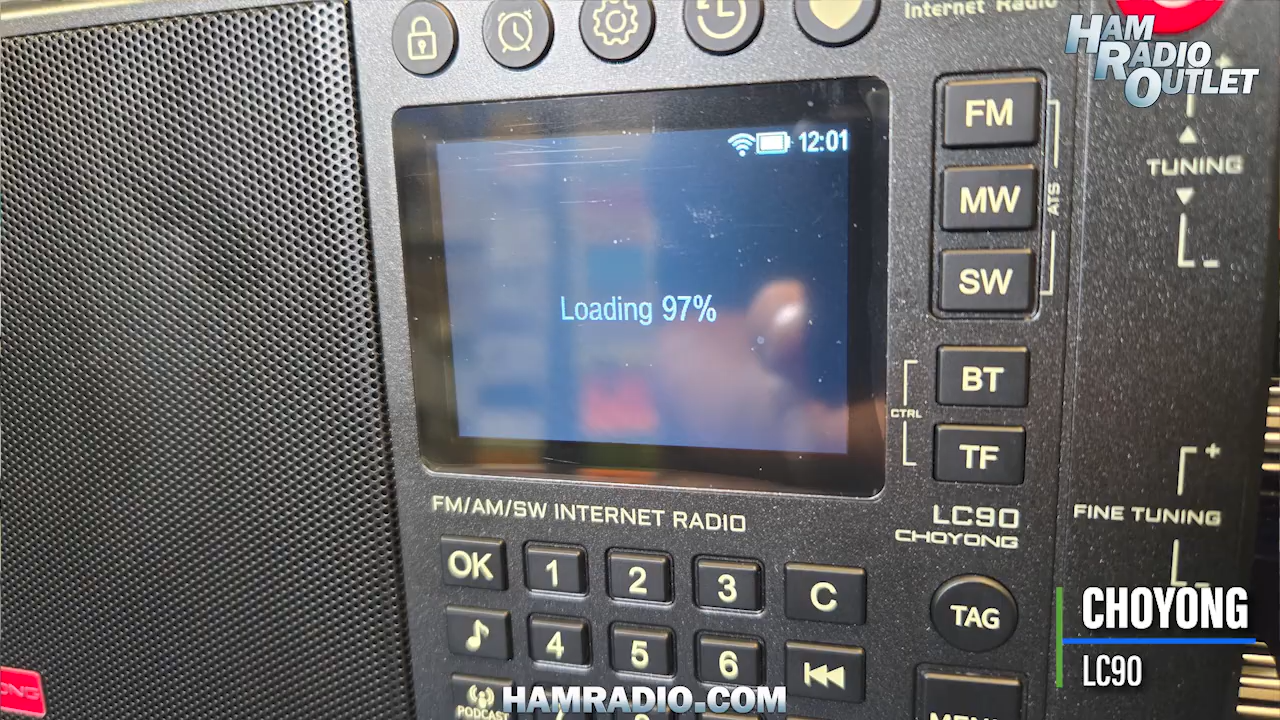 Internet Radio
HAM
RADIO
OUTLET
FM
MW
SW
ATS
TUNING
-
12:01
Loading 97%
BT
CTRL
TF
+
FM/AM/SW INTERNET RADIO
LC90
CHOYONG
FINE TUNING
-
OK
1
2
3
C
TAG
4
5
6
PODCAST
CHOYONG
LC90
HAMRADIO.COM